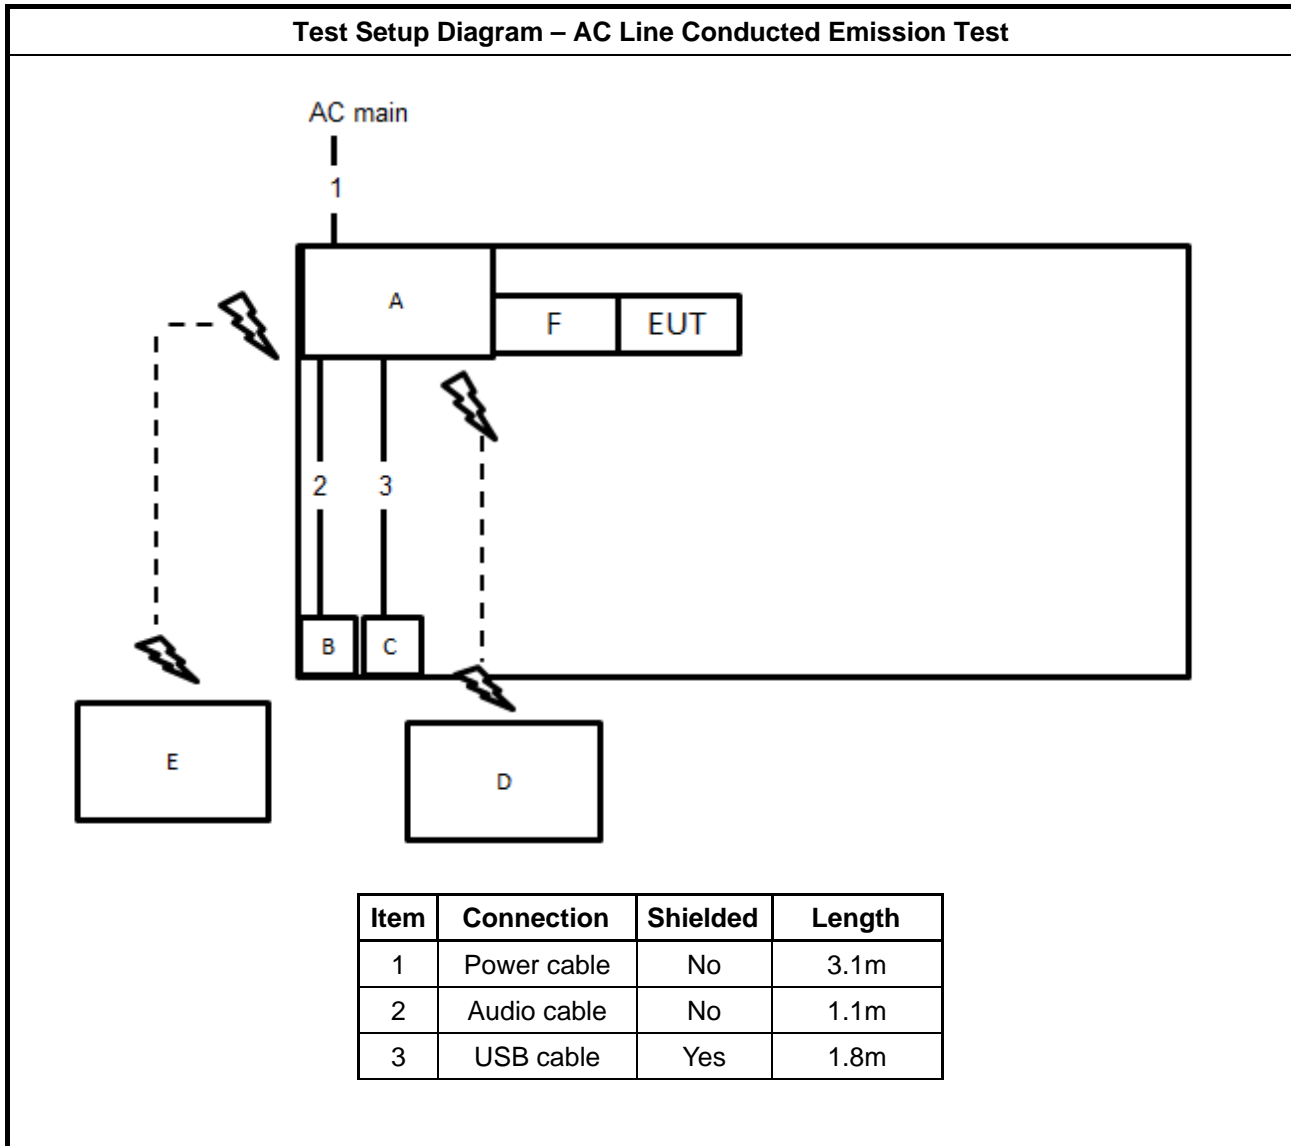 Test Setup Diagram – AC Line Conducted Emission Test
AC main
1
A
F
EUT
2
3
B
C
E
D
Item Connection Shielded Length
1 Power cable No 3.1m
2 Audio cable No 1.1m
3 USB cable Yes 1.8m